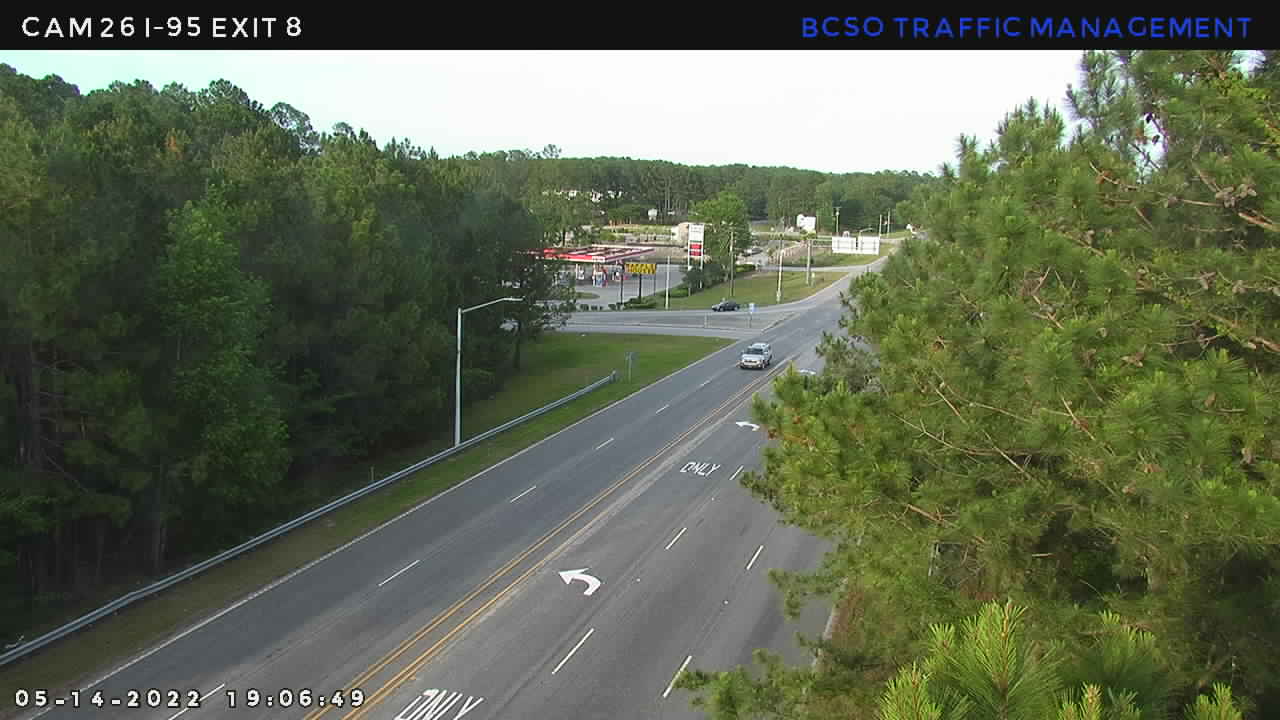 CAM 26 I-95 EXIT 8
BCSO TRAFFIC MANAGEMENT
ONLY
ONLY
05-14-2022 19:06:49